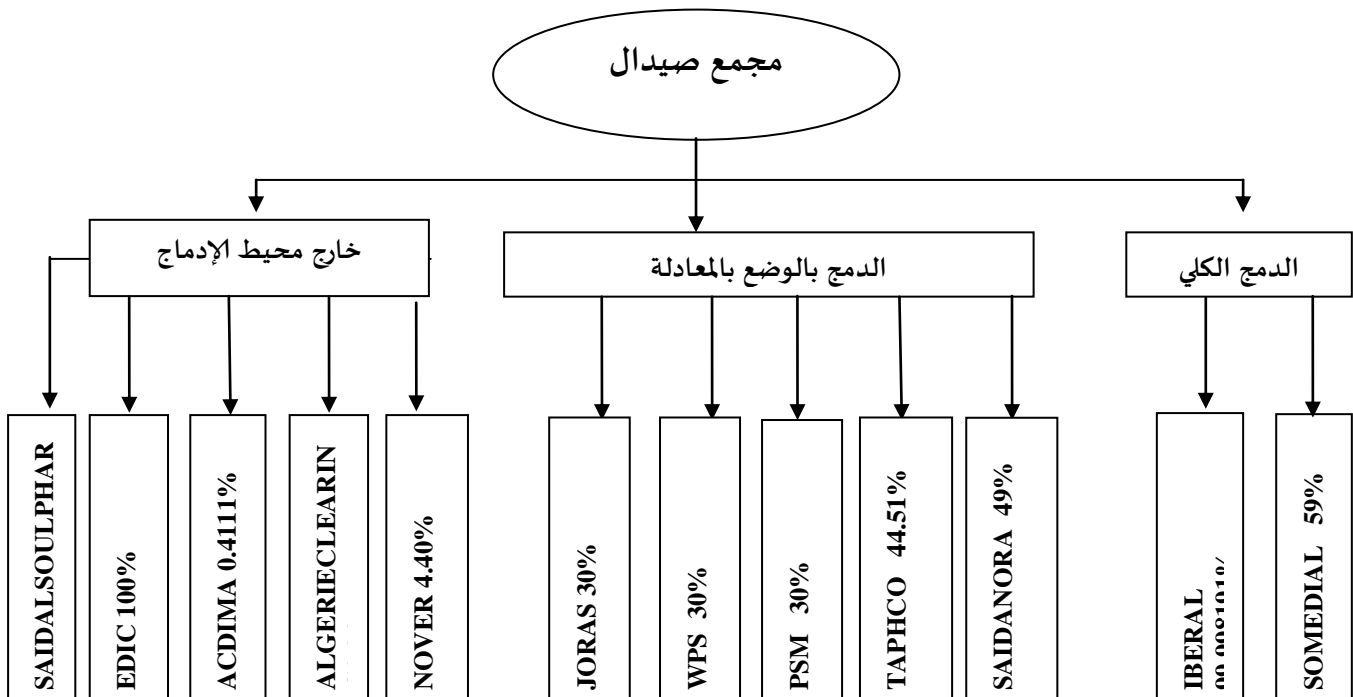 مجمع صيدال
الدمج الكلي
الدمج بالوضع بالمعادلة
خارج محيط الإدماج
SOMEDIAL 59%
IBERAL
SAIDANORA 49%
TAPHCO 44.51%
PSM 30%
WPS 30%
JORAS 30%
NOVER 4.40%
ALGERIECLEARIN
ACDIMA 0.4111%
EDIC 100%
SAIDALSOULPHAR